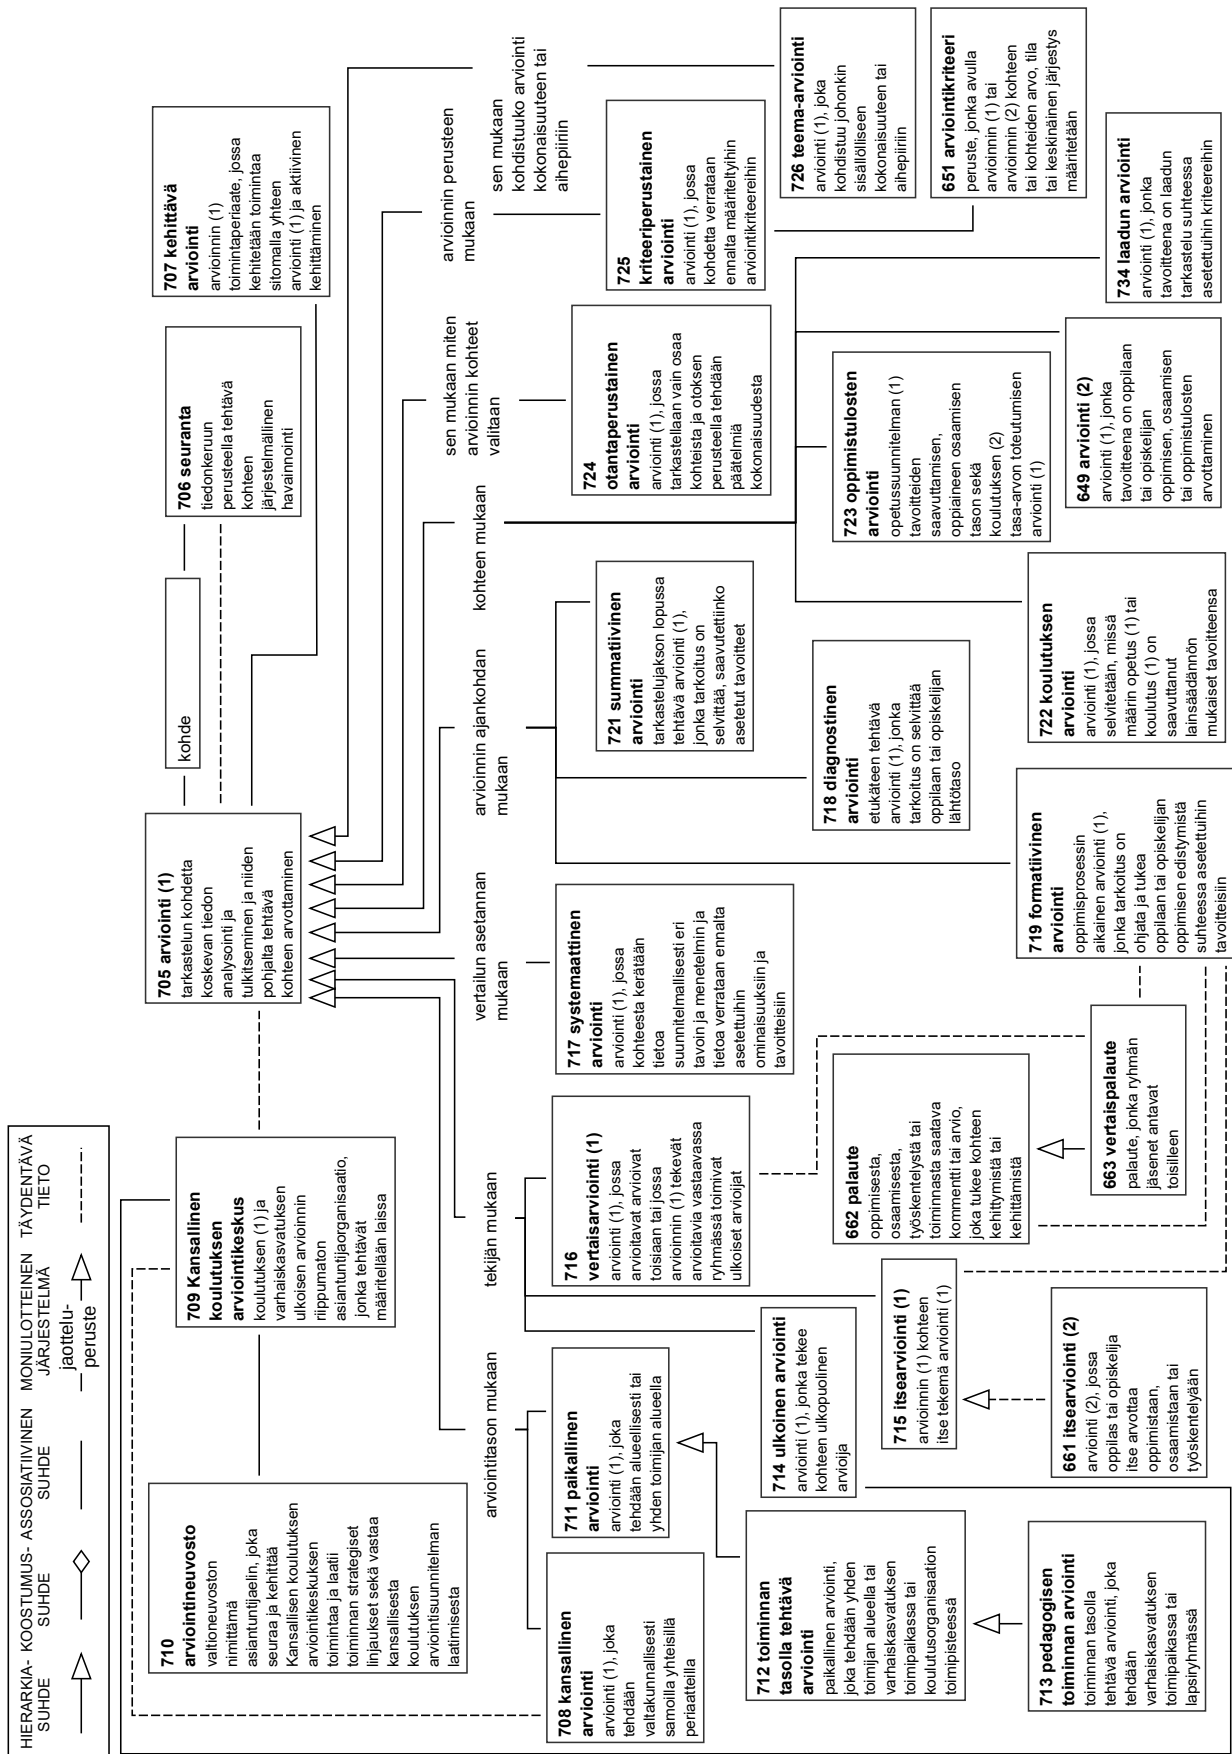 HIERARKIA- KOOSTUMUS- ASSOSIATIIVINEN MONIULOTTEINEN TÄYDENTÄVÄ
SUHDE SUHDE SUHDE JÄRJESTELMÄ TIETO
jaottelu-
peruste
710
arviointineuvosto
valtioneuvoston
nimittämä
asiantuntijaelin, joka
seuraa ja kehittää
Kansallisen koulutuksen
arviointikeskuksen
toimintaa ja laatii
toiminnan strategiset
linjaukset sekä vastaa
kansallisesta
koulutuksen
arviointisuunnitelman
laatimisesta
709 Kansallinen
koulutuksen
arviointikeskus
koulutuksen (1) ja
varhaiskasvatuksen
ulkoisen arvioinnin
riippumaton
asiantuntijaorganisaatio,
jonka tehtävät
määritellään laissa
705 arviointi (1)
tarkastelun kohdetta
koskevan tiedon
analysointi ja
tulkitseminen ja niiden
pohjalta tehtävä
kohteen arvottaminen
kohde
706 seuranta
tiedonkeruun
perusteella tehtävä
kohteen
järjestelmällinen
havainnointi
707 kehittävä
arviointi
arvioinnin (1)
toimintaperiaate, jossa
kehitetään toimintaa
sitomalla yhteen
arviointi (1) ja aktiivinen
kehittäminen
arviointitason mukaan
tekijän mukaan
vertailun asetannan
mukaan
arvioinnin ajankohdan
mukaan
kohteen mukaan
sen mukaan miten
arvioinnin kohteet
valitaan
arvioinnin perusteen
mukaan
sen mukaan
kohdistuuko arviointi
kokonaisuuteen tai
aihepiiriin
708 kansallinen
arviointi
arviointi (1), joka
tehdään
valtakunnallisesti
samoilla yhteisillä
periaatteilla
711 paikallinen
arviointi
arviointi (1), joka
tehdään alueellisesti tai
yhden toimijan alueella
716
vertaisarviointi (1)
arviointi (1), jossa
arvioitavat arvioivat
toisiaan tai jossa
arvioinnin (1) tekevät
arvioitavia vastaavassa
ryhmässä toimivat
ulkoiset arvioijat
717 systemaattinen
arviointi
arviointi (1), jossa
kohteesta kerätään
tietoa
suunnitelmallisesti eri
tavoin ja menetelmin ja
tietoa verrataan ennalta
asetettuihin
ominaisuuksiin ja
tavoitteisiin
721 summatiivinen
arviointi
tarkastelujakson lopussa
tehtävä arviointi (1),
jonka tarkoitus on
selvittää, saavutettiinko
asetetut tavoitteet
724
otantaperustainen
arviointi
arviointi (1), jossa
tarkastellaan vain osaa
kohteista ja otoksen
perusteella tehdään
päätelmiä
kokonaisuudesta
725
kriteeriperustainen
arviointi
arviointi (1), jossa
kohdetta verrataan
ennalta määriteltyihin
arviointikriteereihin
726 teema-arviointi
arviointi (1), joka
kohdistuu johonkin
sisällölliseen
kokonaisuuteen tai
aihepiiriin
712 toiminnan
tasolla tehtävä
arviointi
paikallinen arviointi,
joka tehdään yhden
toimijan alueella tai
varhaiskasvatuksen
toimipaikassa tai
koulutusorganisaation
toimipisteessä
714 ulkoinen arviointi
arviointi (1), jonka tekee
kohteen ulkopuolinen
arvioija
715 itsearviointi (1)
arvioinnin (1) kohteen
itse tekemä arviointi (1)
662 palaute
oppimisesta,
osaamisesta,
työskentelystä tai
toiminnasta saatava
kommentti tai arvio,
joka tukee kohteen
kehittymistä tai
kehittämistä
718 diagnostinen
arviointi
etukäteen tehtävä
arviointi (1), jonka
tarkoitus on selvittää
oppilaan tai opiskelijan
lähtötaso
723 oppimistulosten
arviointi
opetussuunnitelman (1)
tavoitteiden
saavuttamisen,
oppiaineen osaamisen
tason sekä
koulutuksen (2)
tasa-arvon toteutumisen
arviointi (1)
651 arviointikriteeri
peruste, jonka avulla
arvioinnin (1) tai
arvioinnin (2) kohteen
tai kohteiden arvo, tila
tai keskinäinen järjestys
määritetään
713 pedagogisen
toiminnan arviointi
toiminnan tasolla
tehtävä arviointi, joka
tehdään
varhaiskasvatuksen
toimipaikassa tai
lapsiryhmässä
661 itsearviointi (2)
arviointi (2), jossa
oppilas tai opiskelija
itse arvottaa
oppimistaan,
osaamistaan tai
työskentelyään
663 vertaispalaute
palaute, jonka ryhmän
jäsenet antavat
toisilleen
719 formatiivinen
arviointi
oppimisprosessin
aikainen arviointi (1),
jonka tarkoitus on
ohjata ja tukea
oppilaan tai opiskelijan
oppimisen edistymistä
suhteessa asetettuihin
tavoitteisiin
722 koulutuksen
arviointi
arviointi (1), jossa
selvitetään, missä
määrin opetus (1) tai
koulutus (1) on
saavuttanut
lainsäädännön
mukaiset tavoitteensa
649 arviointi (2)
arviointi (1), jonka
tavoitteena on oppilaan
tai opiskelijan
oppimisen, osaamisen
tai oppimistulosten
arvottaminen
734 laadun arviointi
arviointi (1), jonka
tavoitteena on laadun
tarkastelu suhteessa
asetettuihin kriteereihin